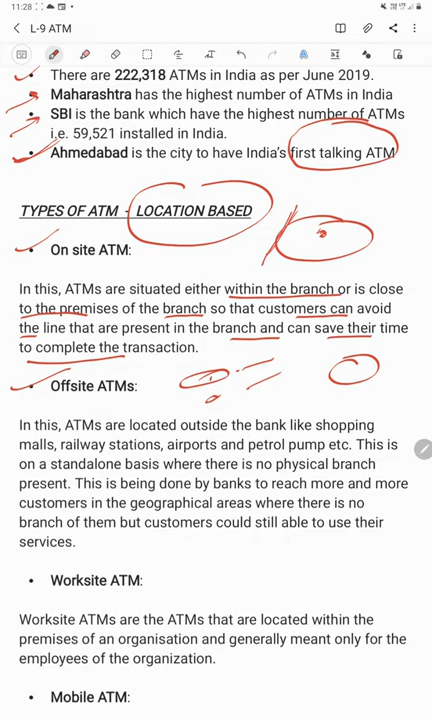 11:28
L-9 ATM
There are 222,318 ATMs in India as per June 2019.
Maharashtra has the highest number of ATMs in India
SBI is the bank which have the highest number of ATMs
i.e. 59,521 installed in India.
Ahmedabad is the city to have India's first talking ATM
TYPES OF ATM - LOCATION BASED
On site ATM:
In this, ATMs are situated either within the branch or is close
to the premises of the branch so that customers can avoid
the line that are present in the branch and can save their time
to complete the transaction.
Offsite ATMs:
In this, ATMs are located outside the bank like shopping
malls, railway stations, airports and petrol pump etc. This is
on a standalone basis where there is no physical branch
present. This is being done by banks to reach more and more
customers in the geographical areas where there is no
branch of them but customers could still able to use their
services.
Worksite ATM:
Worksite ATMs are the ATMs that are located within the
premises of an organisation and generally meant only for the
employees of the organization.
Mobile ATM: